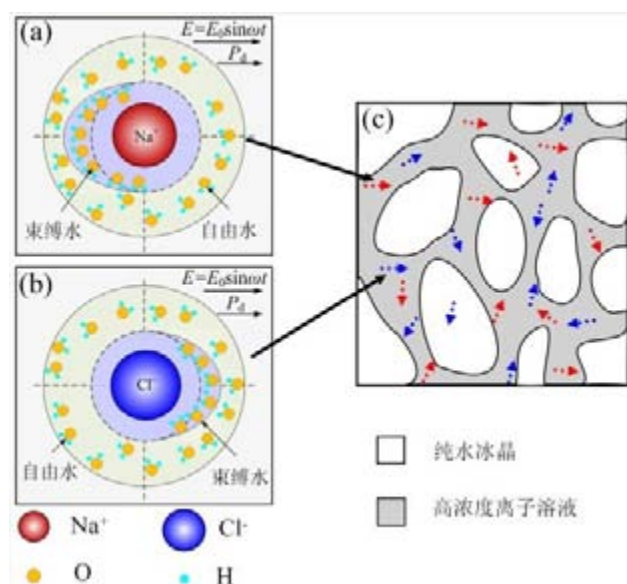 (a)
E=E₀sinωt
P_d
Na⁺
束缚水
自由水
(b)
E=E₀sinωt
P_d
Cl⁻
自由水
束缚水
(c)
纯水冰晶
高浓度离子溶液
Na⁺
Cl⁻
O
H